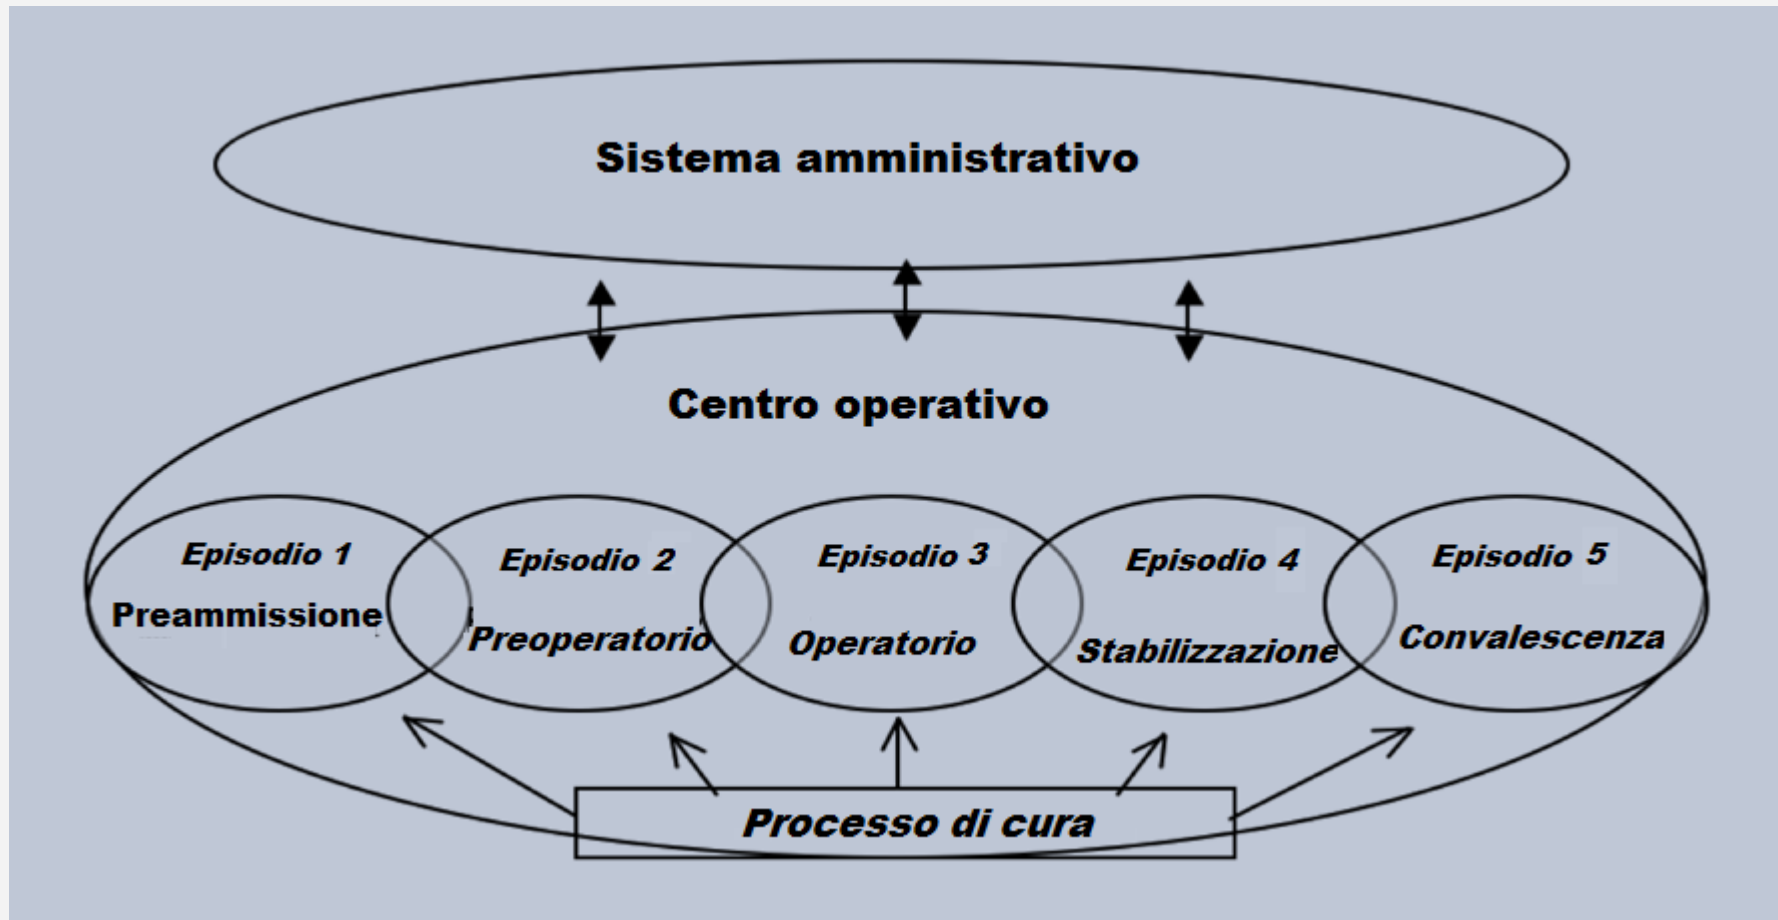 Sistema amministrativo
Centro operativo
Episodio 1
Preammissione
Episodio 2
Preoperatorio
Episodio 3
Operatorio
Episodio 4
Stabilizzazione
Episodio 5
Convalescenza
Processo di cura